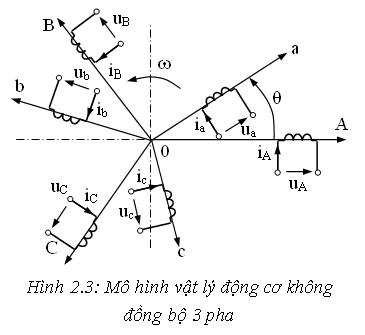 B
u_B
i_B
ω
a
b
u_b
i_b
i_a
u_a
θ
A
0
i_A
u_A
u_C
i_C
i_c
u_c
C
c
Hình 2.3: Mô hình vật lý động cơ không
đồng bộ 3 pha